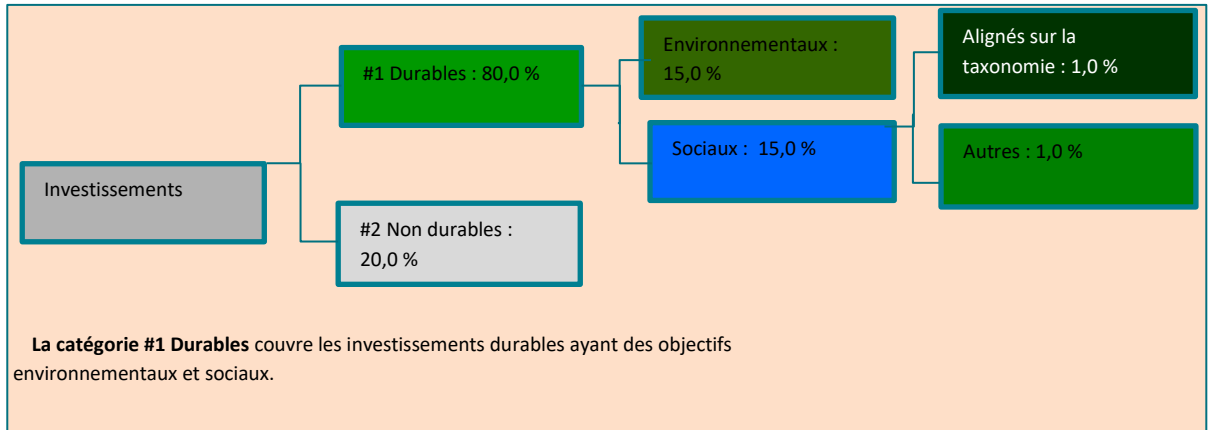 Investissements
#1 Durables : 80,0 %
#2 Non durables :
20,0 %
Environnementaux :
15,0 %
Sociaux : 15,0 %
Alignés sur la
taxonomie : 1,0 %
Autres : 1,0 %
La catégorie #1 Durables couvre les investissements durables ayant des objectifs
environnementaux et sociaux.